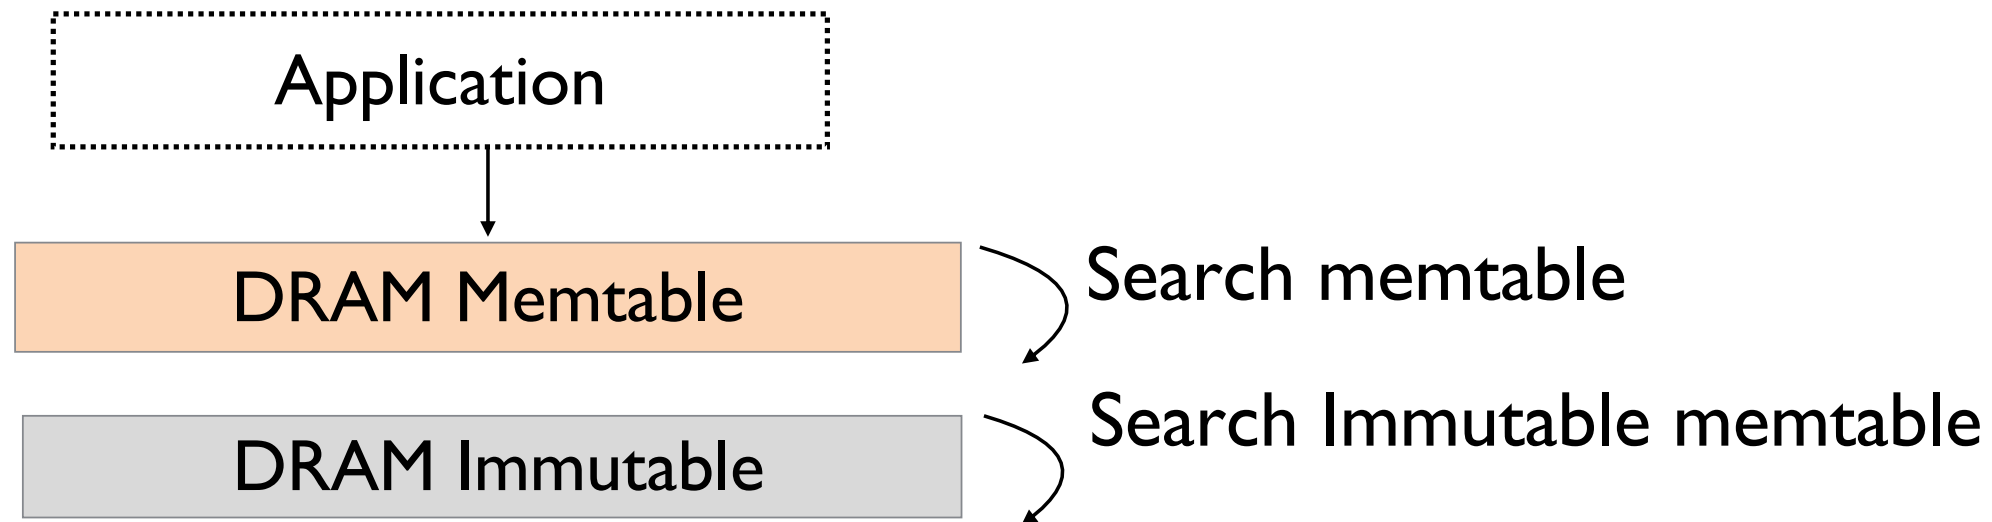 Application
DRAM Memtable
Search memtable
DRAM Immutable
Search Immutable memtable